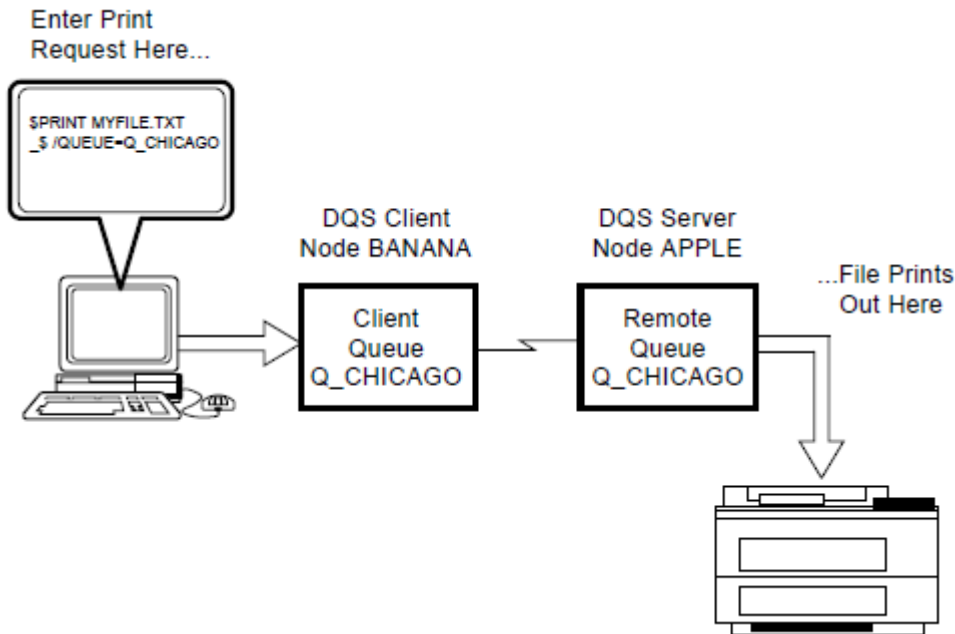 Enter Print
Request Here...
$PRINT MYFILE.TXT
_$ /QUEUE=Q_CHICAGO
DQS Client
Node BANANA
DQS Server
Node APPLE
...File Prints
Out Here
Client
Queue
Q_CHICAGO
Remote
Queue
Q_CHICAGO